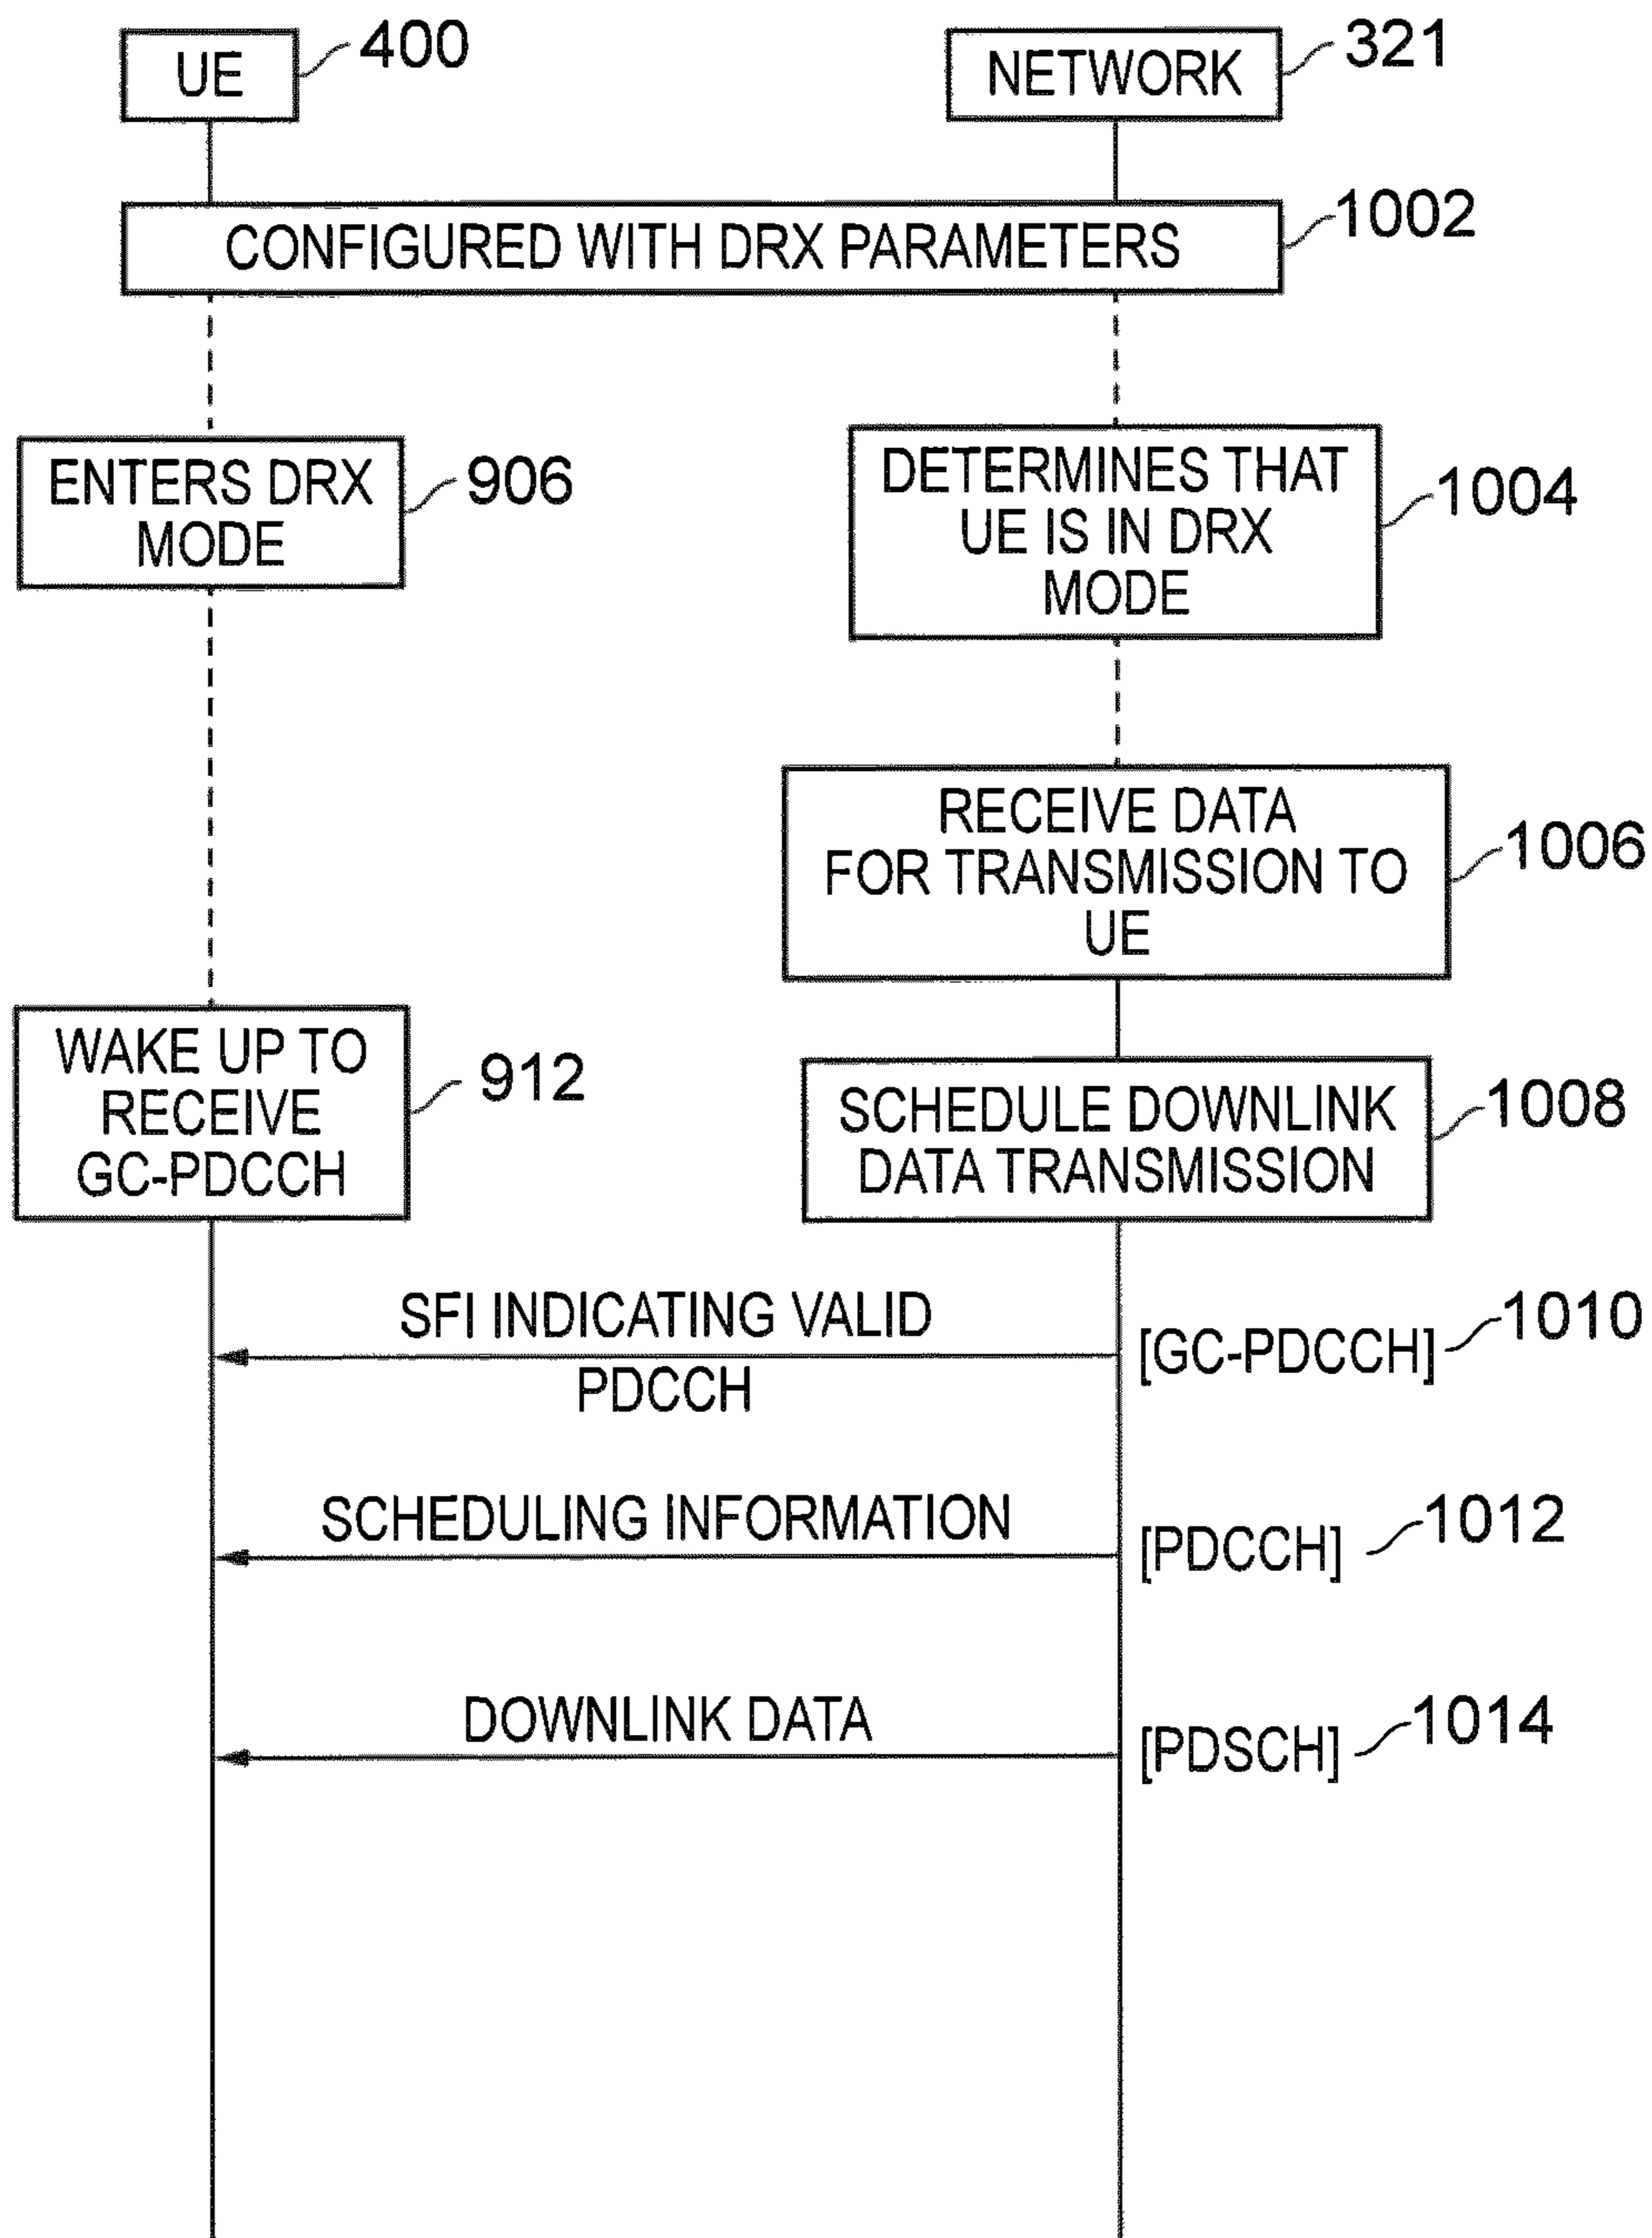 UE
400
NETWORK
321
CONFIGURED WITH DRX PARAMETERS
1002
ENTERS DRX
MODE
906
DETERMINES THAT
UE IS IN DRX
MODE
1004
RECEIVE DATA
FOR TRANSMISSION TO
UE
1006
WAKE UP TO
RECEIVE
GC-PDCCH
912
SCHEDULE DOWNLINK
DATA TRANSMISSION
1008
SFI INDICATING VALID
PDCCH
[GC-PDCCH]
1010
SCHEDULING INFORMATION
[PDCCH]
1012
DOWNLINK DATA
[PDSCH]
1014